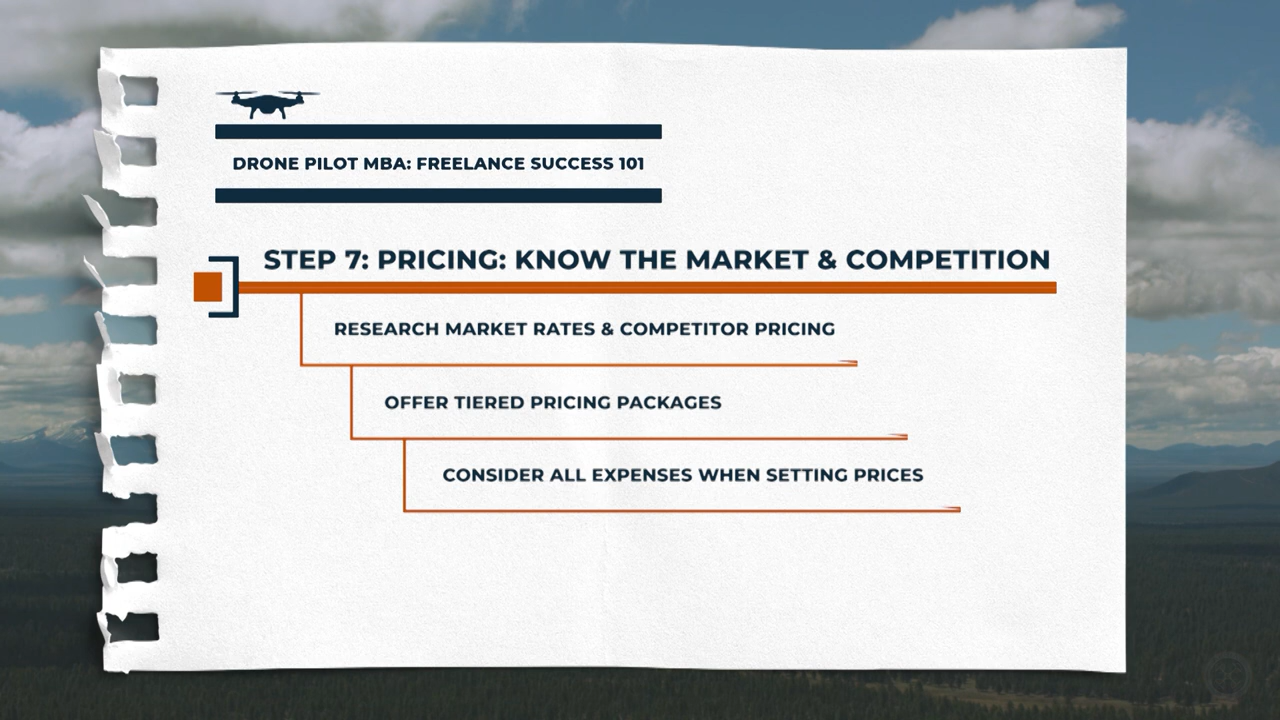 DRONE PILOT MBA: FREELANCE SUCCESS 101
STEP 7: PRICING: KNOW THE MARKET & COMPETITION
RESEARCH MARKET RATES & COMPETITOR PRICING
OFFER TIERED PRICING PACKAGES
CONSIDER ALL EXPENSES WHEN SETTING PRICES